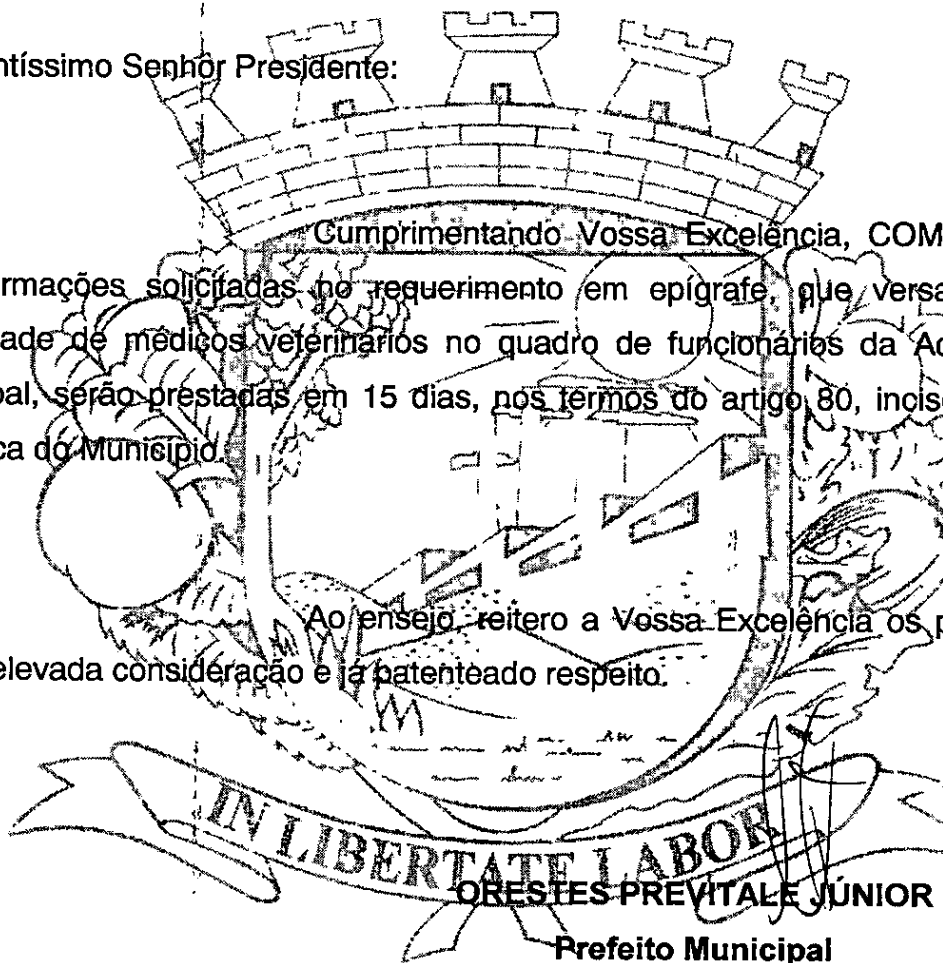 ntíssimo Senhor Presidente:
Cumprimentando Vossa Excelência, COM
ormações solicitadas no requerimento em epígrafe, que versa
ade de médicos veterinários no quadro de funcionários da Ad
pal, serão prestadas em 15 dias, nos termos do artigo 80, incis
ca do Município.
Ao ensejo, reitero a Vossa Excelência os p
elevada consideração e já patenteado respeito.
IN LIBERTATE LABOR
ORESTES PREVITALE JÚNIOR
Prefeito Municipal